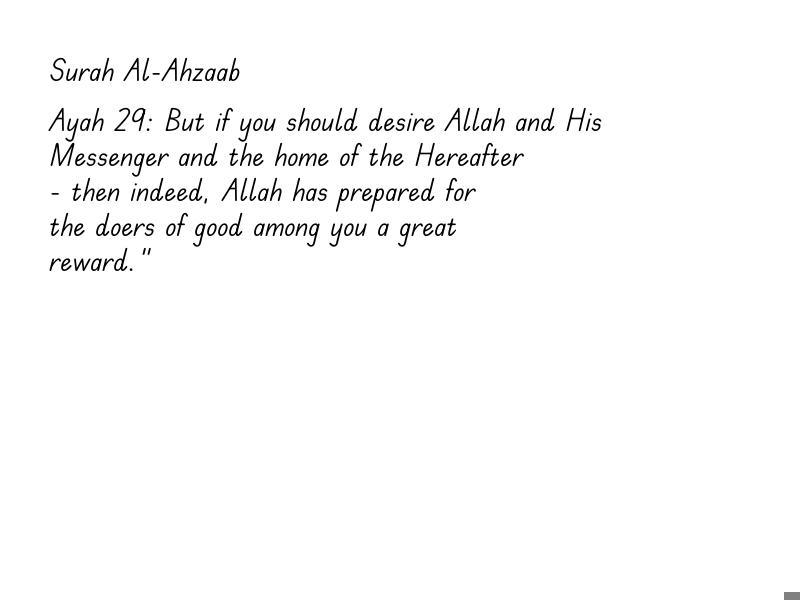 Surah Al-Ahzaab
Ayah 29: But if you should desire Allah and His
Messenger and the home of the Hereafter
- then indeed, Allah has prepared for
the doers of good among you a great
reward."